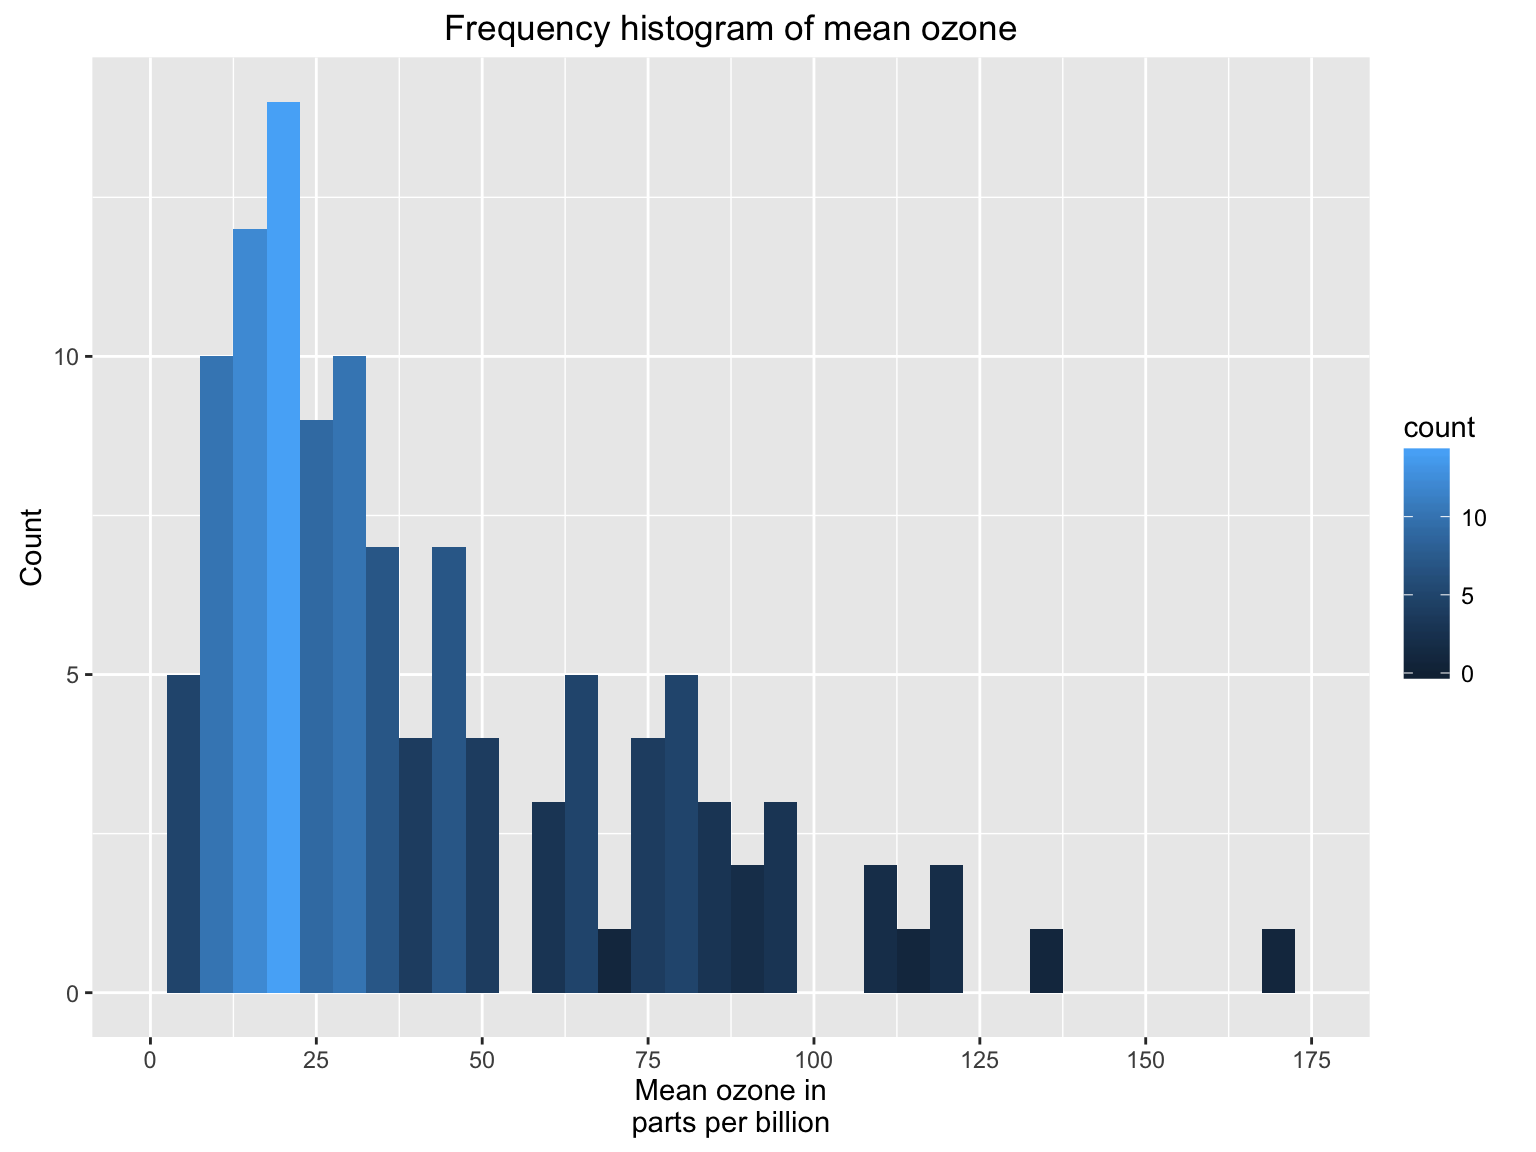 Frequency histogram of mean ozone
Count
10
5
0
0 25 50 75 100 125 150 175
Mean ozone in
parts per billion
count
10
5
0